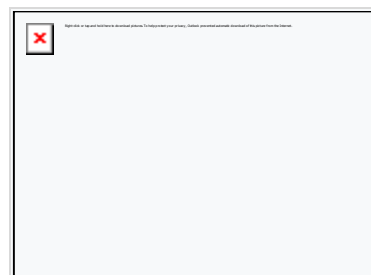 Right-click or tap and hold here to download pictures. To help protect your privacy, Outlook prevented automatic download of this picture from the Internet.